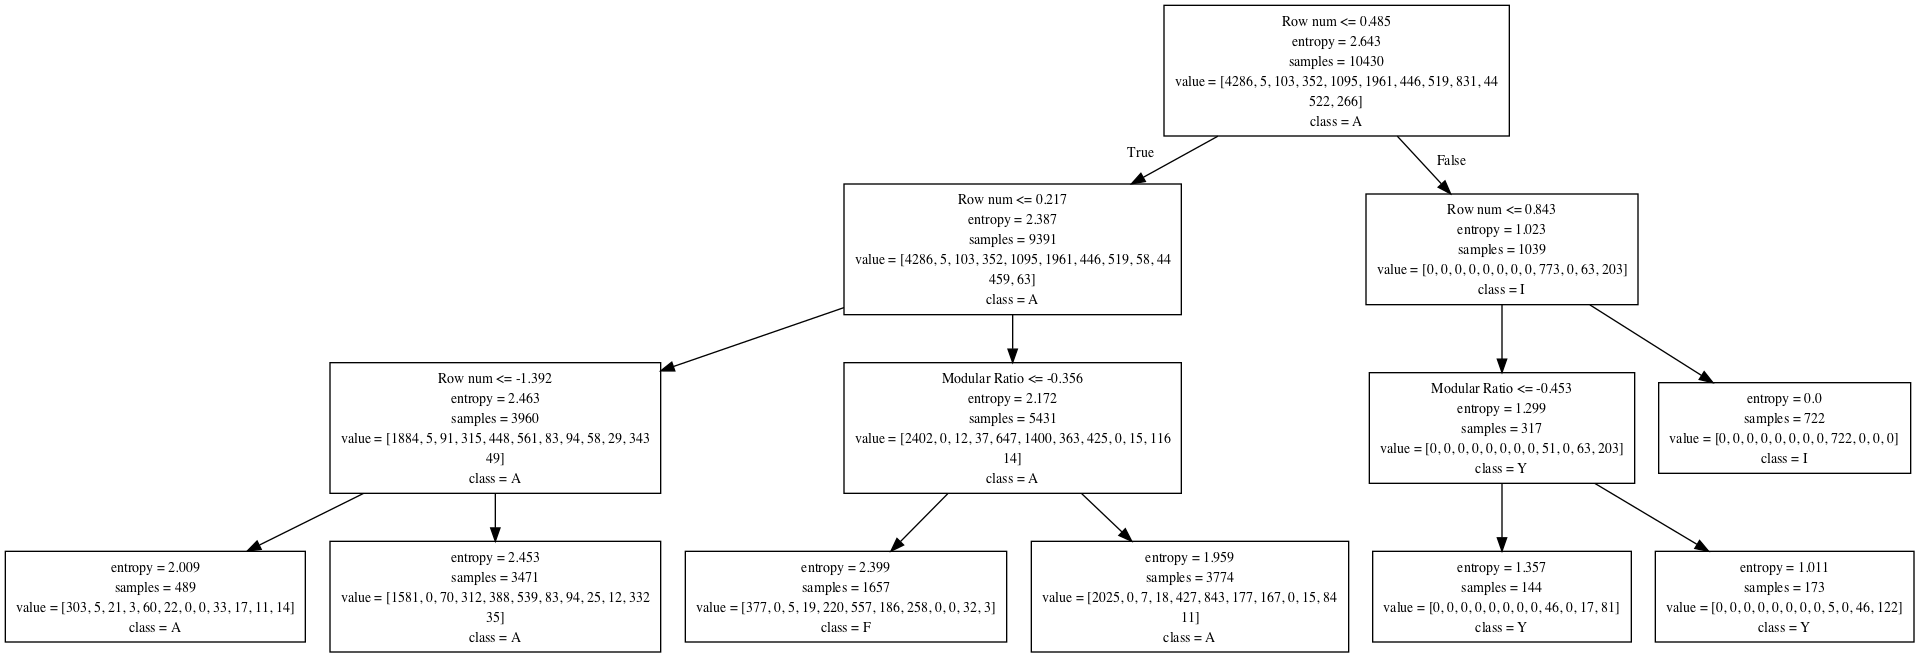 Row num <= 0.485
entropy = 2.643
samples = 10430
value = [4286, 5, 103, 352, 1095, 1961, 446, 519, 831, 44
522, 266]
class = A
True
False
Row num <= 0.217
entropy = 2.387
samples = 9391
value = [4286, 5, 103, 352, 1095, 1961, 446, 519, 58, 44
459, 63]
class = A
Row num <= 0.843
entropy = 1.023
samples = 1039
value = [0, 0, 0, 0, 0, 0, 0, 0, 773, 0, 63, 203]
class = I
Row num <= -1.392
entropy = 2.463
samples = 3960
value = [1884, 5, 91, 315, 448, 561, 83, 94, 58, 29, 343
49]
class = A
Modular Ratio <= -0.356
entropy = 2.172
samples = 5431
value = [2402, 0, 12, 37, 647, 1400, 363, 425, 0, 15, 116
14]
class = A
Modular Ratio <= -0.453
entropy = 1.299
samples = 317
value = [0, 0, 0, 0, 0, 0, 0, 0, 51, 0, 63, 203]
class = Y
entropy = 0.0
samples = 722
value = [0, 0, 0, 0, 0, 0, 0, 0, 722, 0, 0, 0]
class = I
entropy = 2.009
samples = 489
value = [303, 5, 21, 3, 60, 22, 0, 0, 33, 17, 11, 14]
class = A
entropy = 2.453
samples = 3471
value = [1581, 0, 70, 312, 388, 539, 83, 94, 25, 12, 332
35]
class = A
entropy = 2.399
samples = 1657
value = [377, 0, 5, 19, 220, 557, 186, 258, 0, 0, 32, 3]
class = F
entropy = 1.959
samples = 3774
value = [2025, 0, 7, 18, 427, 843, 177, 167, 0, 15, 84
11]
class = A
entropy = 1.357
samples = 144
value = [0, 0, 0, 0, 0, 0, 0, 0, 46, 0, 17, 81]
class = Y
entropy = 1.011
samples = 173
value = [0, 0, 0, 0, 0, 0, 0, 0, 5, 0, 46, 122]
class = Y